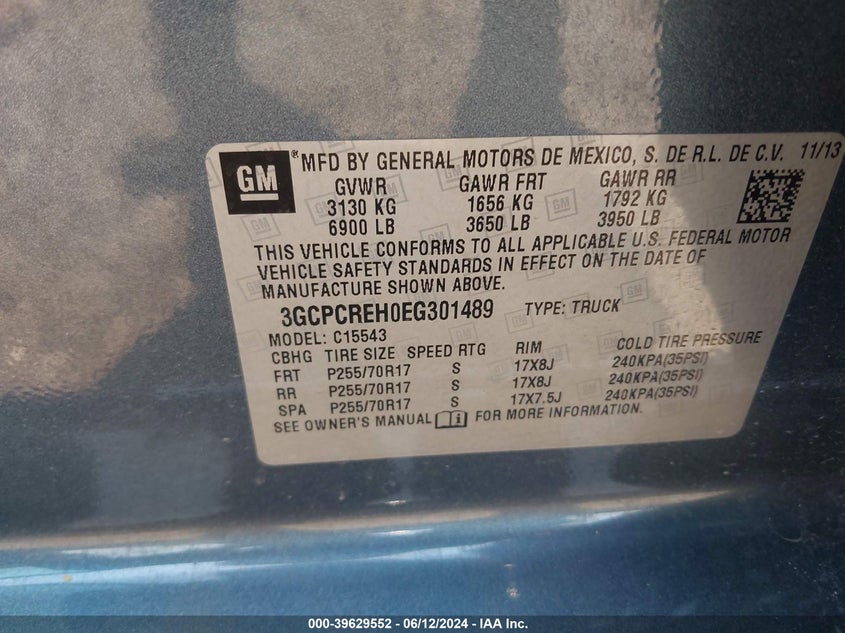 GM ® MFD BY GENERAL MOTORS DE MEXICO, S. DE R.L. DE C.V. 11/13
GVWR GAWR FRT GAWR RR
3130 KG 1656 KG 1792 KG
6900 LB 3650 LB 3950 LB
THIS VEHICLE CONFORMS TO ALL APPLICABLE U.S. FEDERAL MOTOR
VEHICLE SAFETY STANDARDS IN EFFECT ON THE DATE OF
MANUFACTURE SHOWN ABOVE.
3GCPCREH0EG301489 TYPE: TRUCK
MODEL: C15543
CBHG TIRE SIZE SPEED RTG RIM COLD TIRE PRESSURE
FRT P255/70R17 S 17X8J 240KPA(35PSI)
RR P255/70R17 S 17X8J 240KPA(35PSI)
SPA P255/70R17 S 17X7.5J 240KPA(35PSI)
SEE OWNER'S MANUAL FOR MORE INFORMATION.
000-39629552 - 06/12/2024 - IAA Inc.